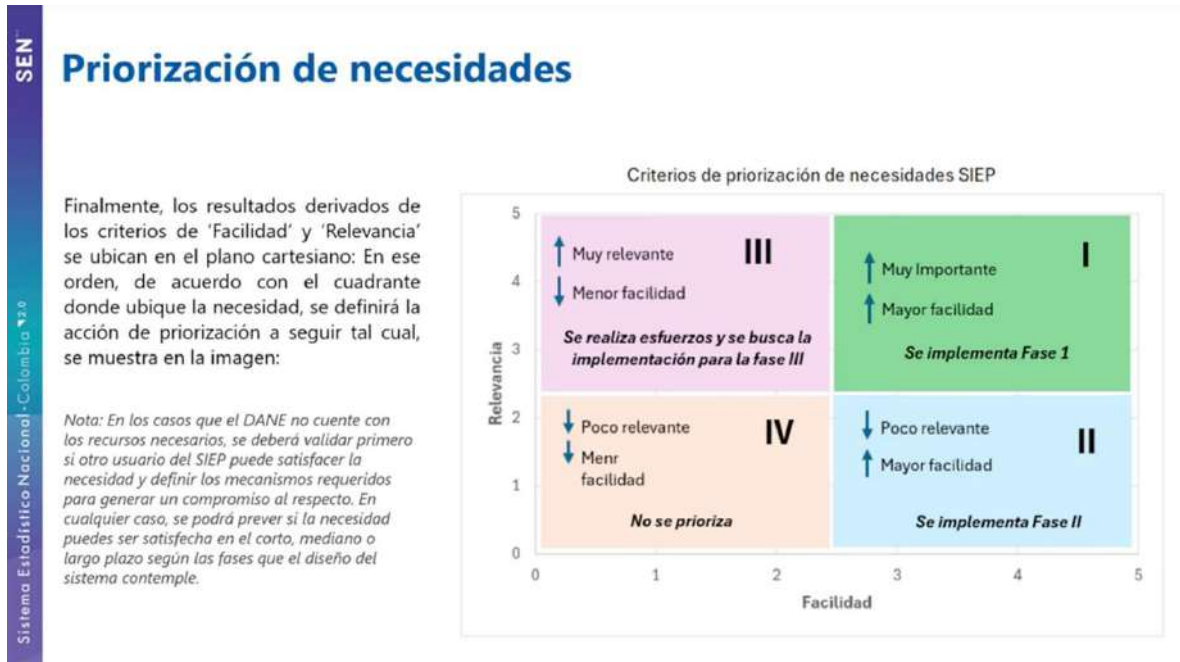 SEN
Sistema Estadístico Nacional•Colombia 2.0
Priorización de necesidades
Finalmente, los resultados derivados de
los criterios de 'Facilidad' y 'Relevancia'
se ubican en el plano cartesiano: En ese
orden, de acuerdo con el cuadrante
donde ubique la necesidad, se definirá la
acción de priorización a seguir tal cual,
se muestra en la imagen:
Nota: En los casos que el DANE no cuente con
los recursos necesarios, se deberá validar primero
si otro usuario del SIEP puede satisfacer la
necesidad y definir los mecanismos requeridos
para generar un compromiso al respecto. En
cualquier caso, se podrá prever si la necesidad
puedes ser satisfecha en el corto, mediano o
largo plazo según las fases que el diseño del
sistema contemple.
Criterios de priorización de necesidades SIEP
Relevancia
5
4
3
2
1
0
III
Muy relevante
Menor facilidad
Se realiza esfuerzos y se busca la
implementación para la fase III
I
Muy Importante
Mayor facilidad
Se implementa Fase 1
IV
Poco relevante
Menr
facilidad
No se prioriza
II
Poco relevante
Mayor facilidad
Se implementa Fase II
0 1 2 3 4 5
Facilidad